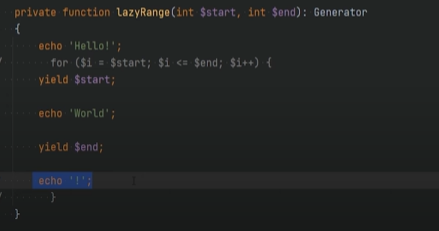 private function lazyRange(int $start, int $end): Generator
{
echo 'Hello!';
for ($i = $start; $i <= $end; $i++) {
yield $start;
echo 'World';
yield $end;
echo '!';
}
}